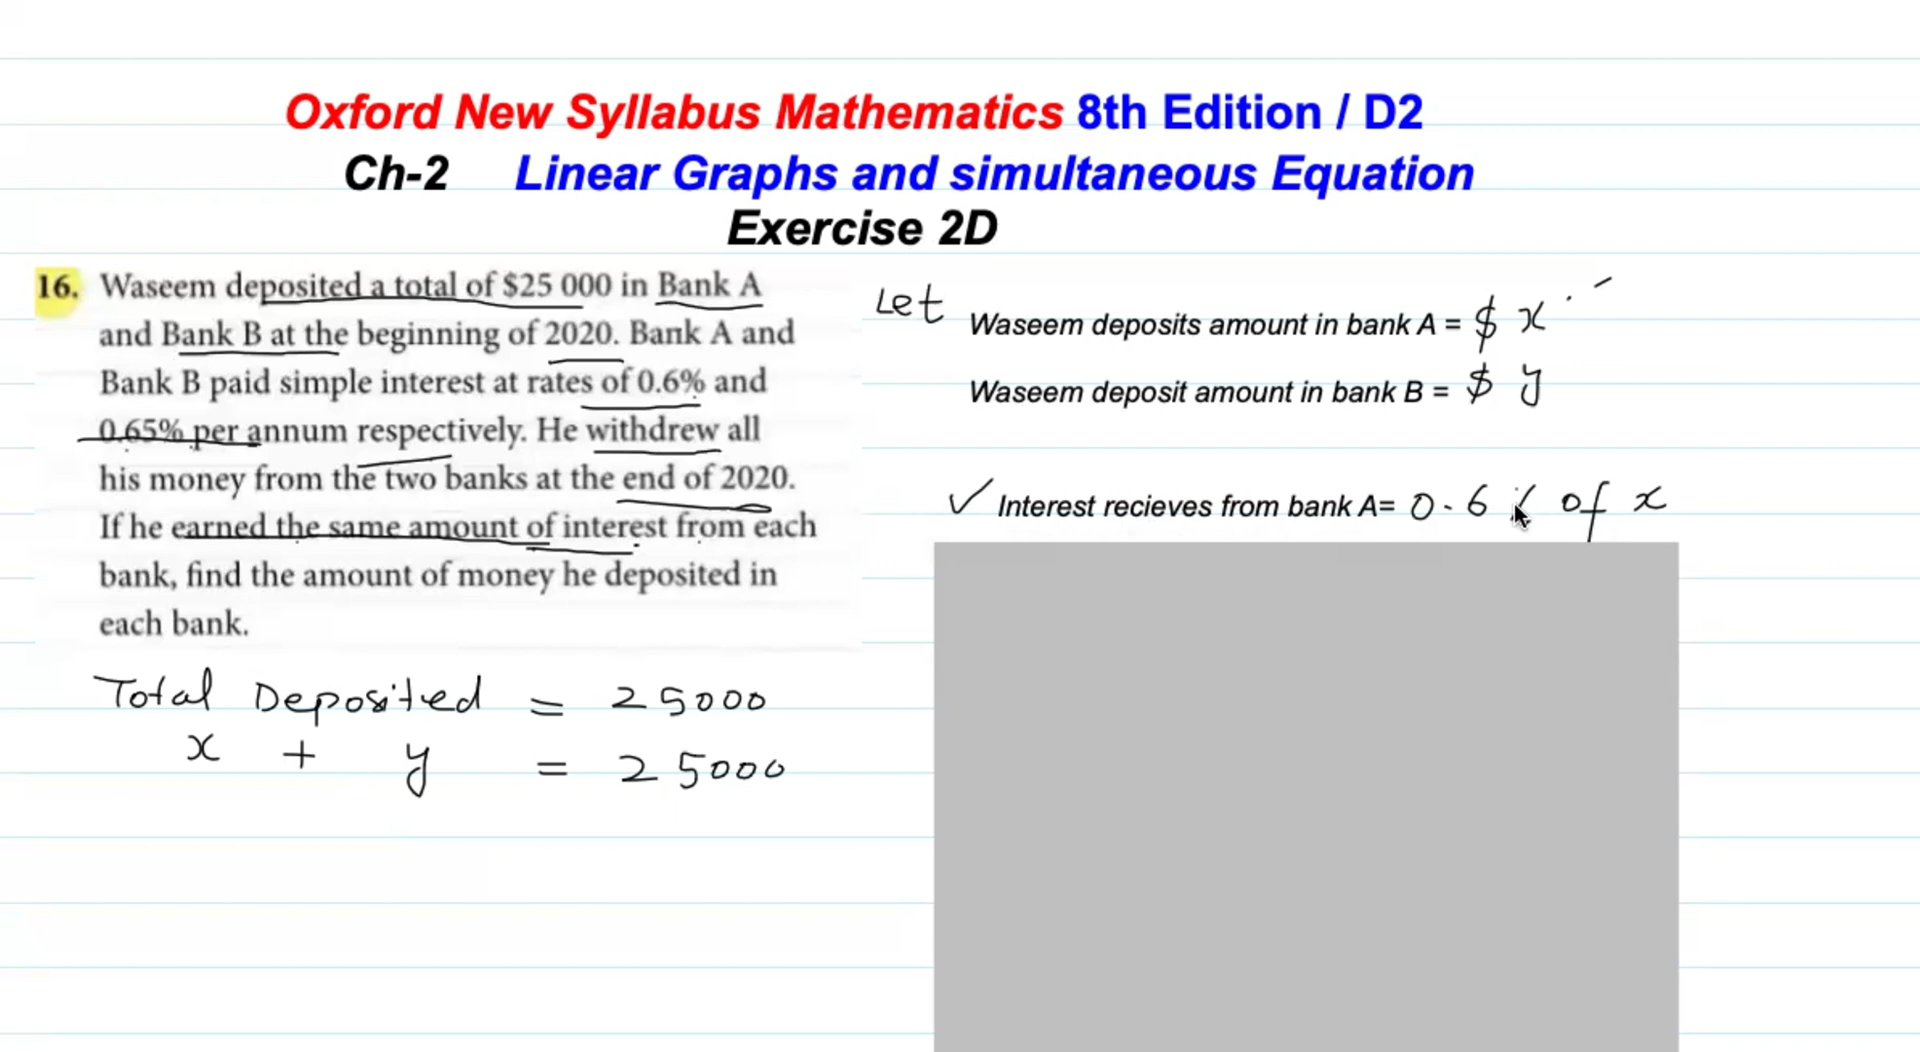 Oxford New Syllabus Mathematics 8th Edition / D2
Ch-2 Linear Graphs and simultaneous Equation
Exercise 2D
16. Waseem deposited a total of $25 000 in Bank A
and Bank B at the beginning of 2020. Bank A and
Bank B paid simple interest at rates of 0.6% and
0.65% per annum respectively. He withdrew all
his money from the two banks at the end of 2020.
If he earned the same amount of interest from each
bank, find the amount of money he deposited in
each bank.
Total Deposited = 25000
x + y = 25000
Let
Waseem deposits amount in bank A = $ x
Waseem deposit amount in bank B = $ y
✓ Interest recieves from bank A= 0.6 % of x